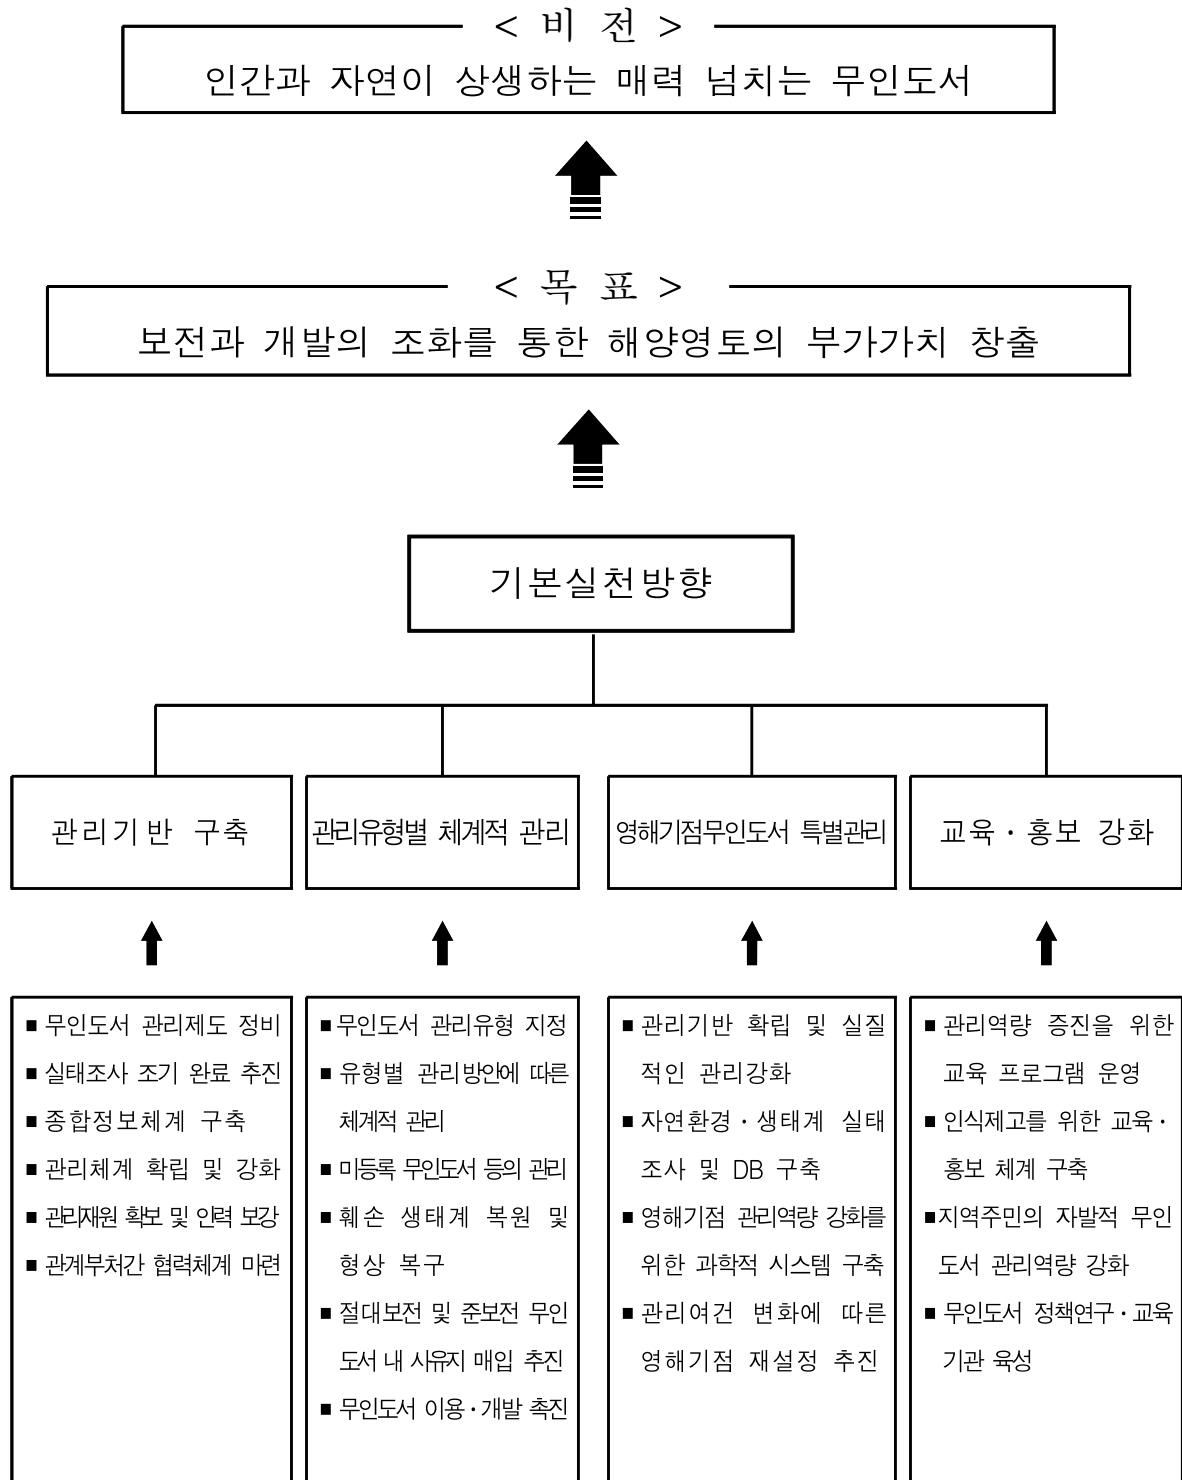 < 비 전 >
인간과 자연이 상생하는 매력 넘치는 무인도서
< 목 표 >
보전과 개발의 조화를 통한 해양영토의 부가가치 창출
기본실천방향
관리기반 구축
관리유형별 체계적 관리
영해기점무인도서 특별관리
교육・홍보 강화
■ 무인도서 관리제도 정비
■ 실태조사 조기 완료 추진
■ 종합정보체계 구축
■ 관리체계 확립 및 강화
■ 관리재원 확보 및 인력 보강
■ 관계부처간 협력체계 마련
■ 무인도서 관리유형 지정
■ 유형별 관리방안에 따른
체계적 관리
■ 미등록 무인도서 등의 관리
■ 훼손 생태계 복원 및
형상 복구
■ 절대보전 및 준보전 무인
도서 내 사유지 매입 추진
■ 무인도서 이용・개발 촉진
■ 관리기반 확립 및 실질
적인 관리강화
■ 자연환경・생태계 실태
조사 및 DB 구축
■ 영해기점 관리역량 강화를
위한 과학적 시스템 구축
■ 관리여건 변화에 따른
영해기점 재설정 추진
■ 관리역량 증진을 위한
교육 프로그램 운영
■ 인식제고를 위한 교육・
홍보 체계 구축
■지역주민의 자발적 무인
도서 관리역량 강화
■ 무인도서 정책연구・교육
기관 육성